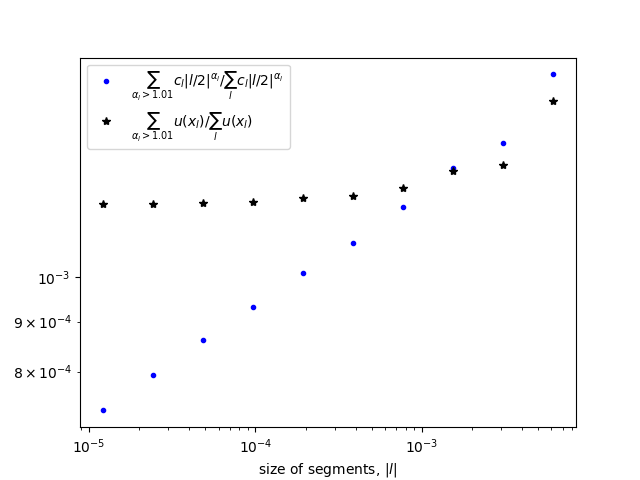 ∑_{α_l>1.01} c_l|l/2|^{α_l}/∑_l c_l|l/2|^{α_l}
∑_{α_l>1.01} u(x_l)/∑_l u(x_l)
10^{-3}
9 × 10^{-4}
8 × 10^{-4}
10^{-5} 10^{-4} 10^{-3}
size of segments, |l|